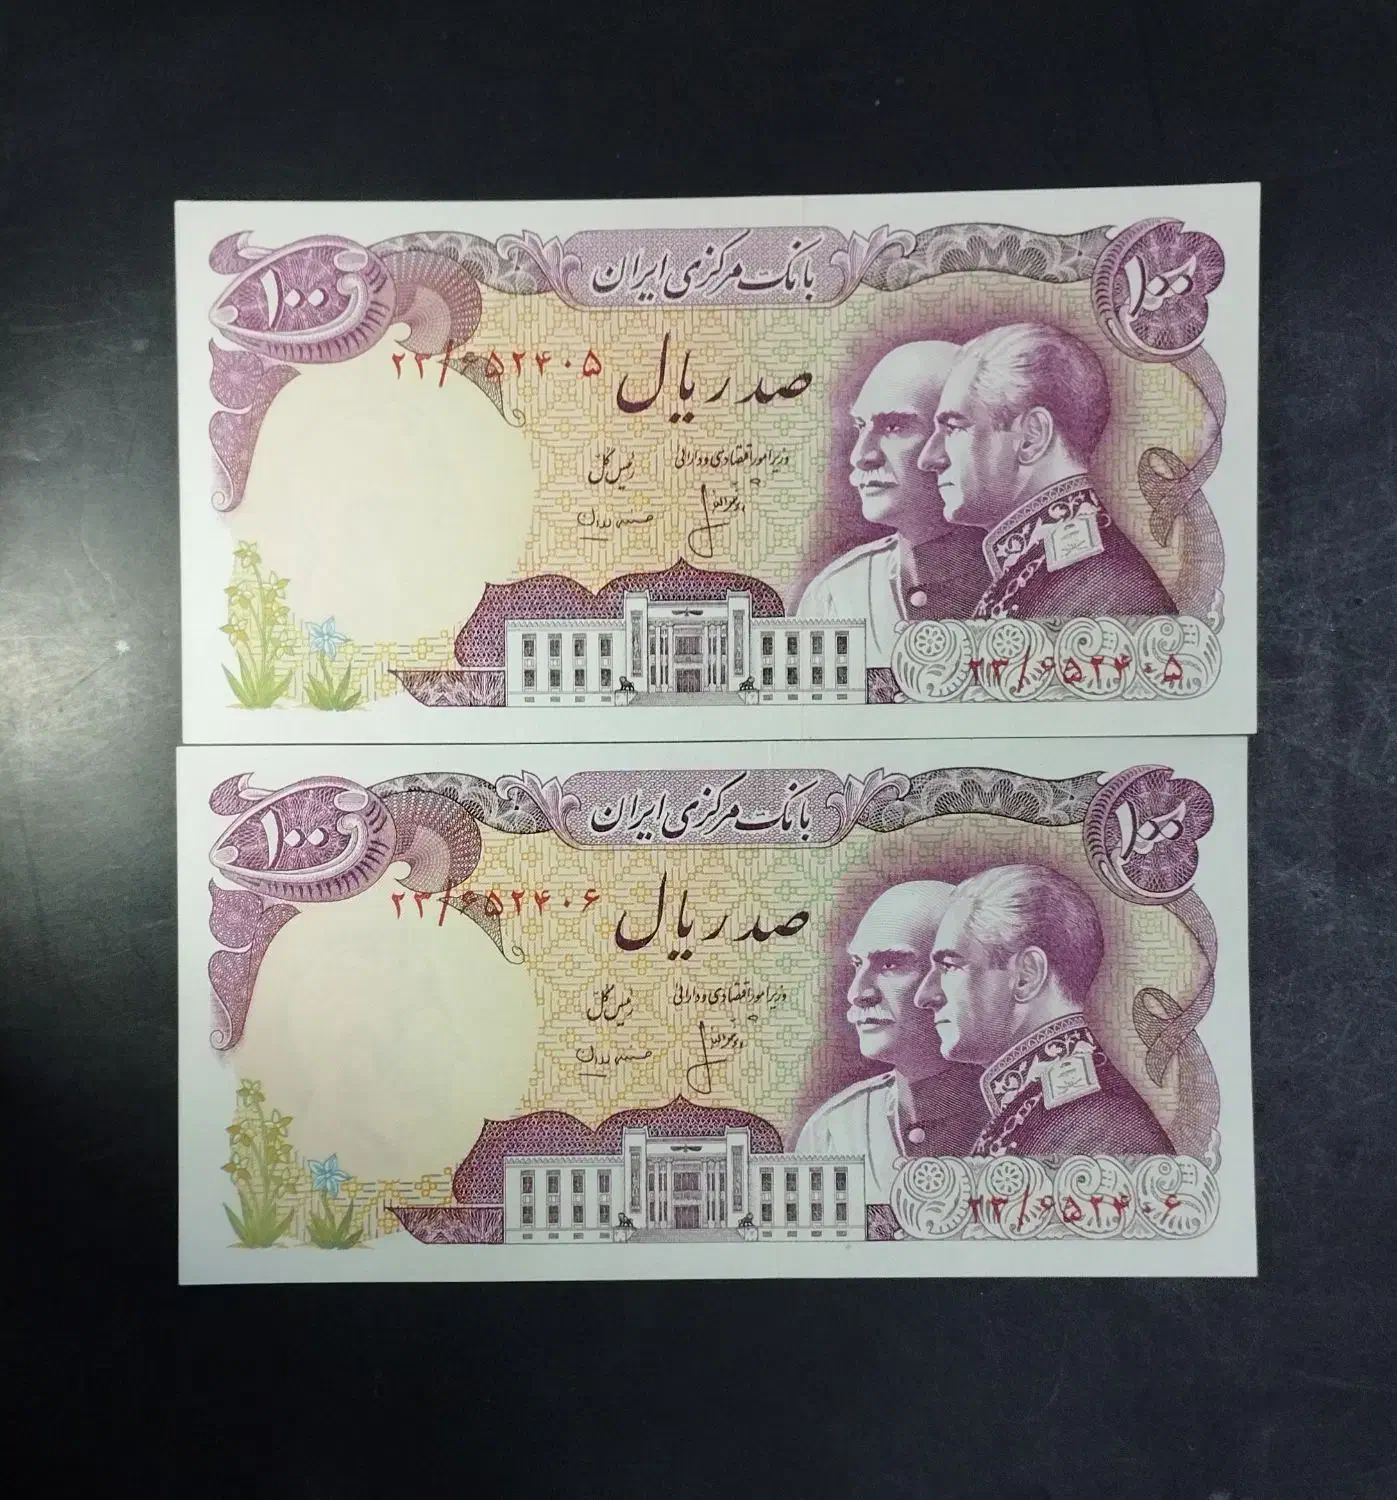 بانک مرکزی ایران
۱۰۰
۱۰۰
۲۳/۶۵۲۴۰۵
صد ریال
وزیر امور اقتصادی و دارائی
رئیس کل
۲۳/۶۵۲۴۰۵
بانک مرکزی ایران
۱۰۰
۱۰۰
۲۳/۶۵۲۴۰۶
صد ریال
وزیر امور اقتصادی و دارائی
رئیس کل
۲۳/۶۵۲۴۰۶